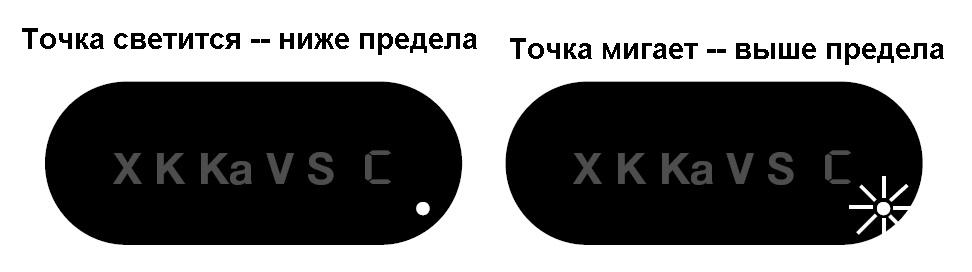 Точка светится -- ниже предела
Точка мигает -- выше предела
X K Ka V S C
X K Ka V S C